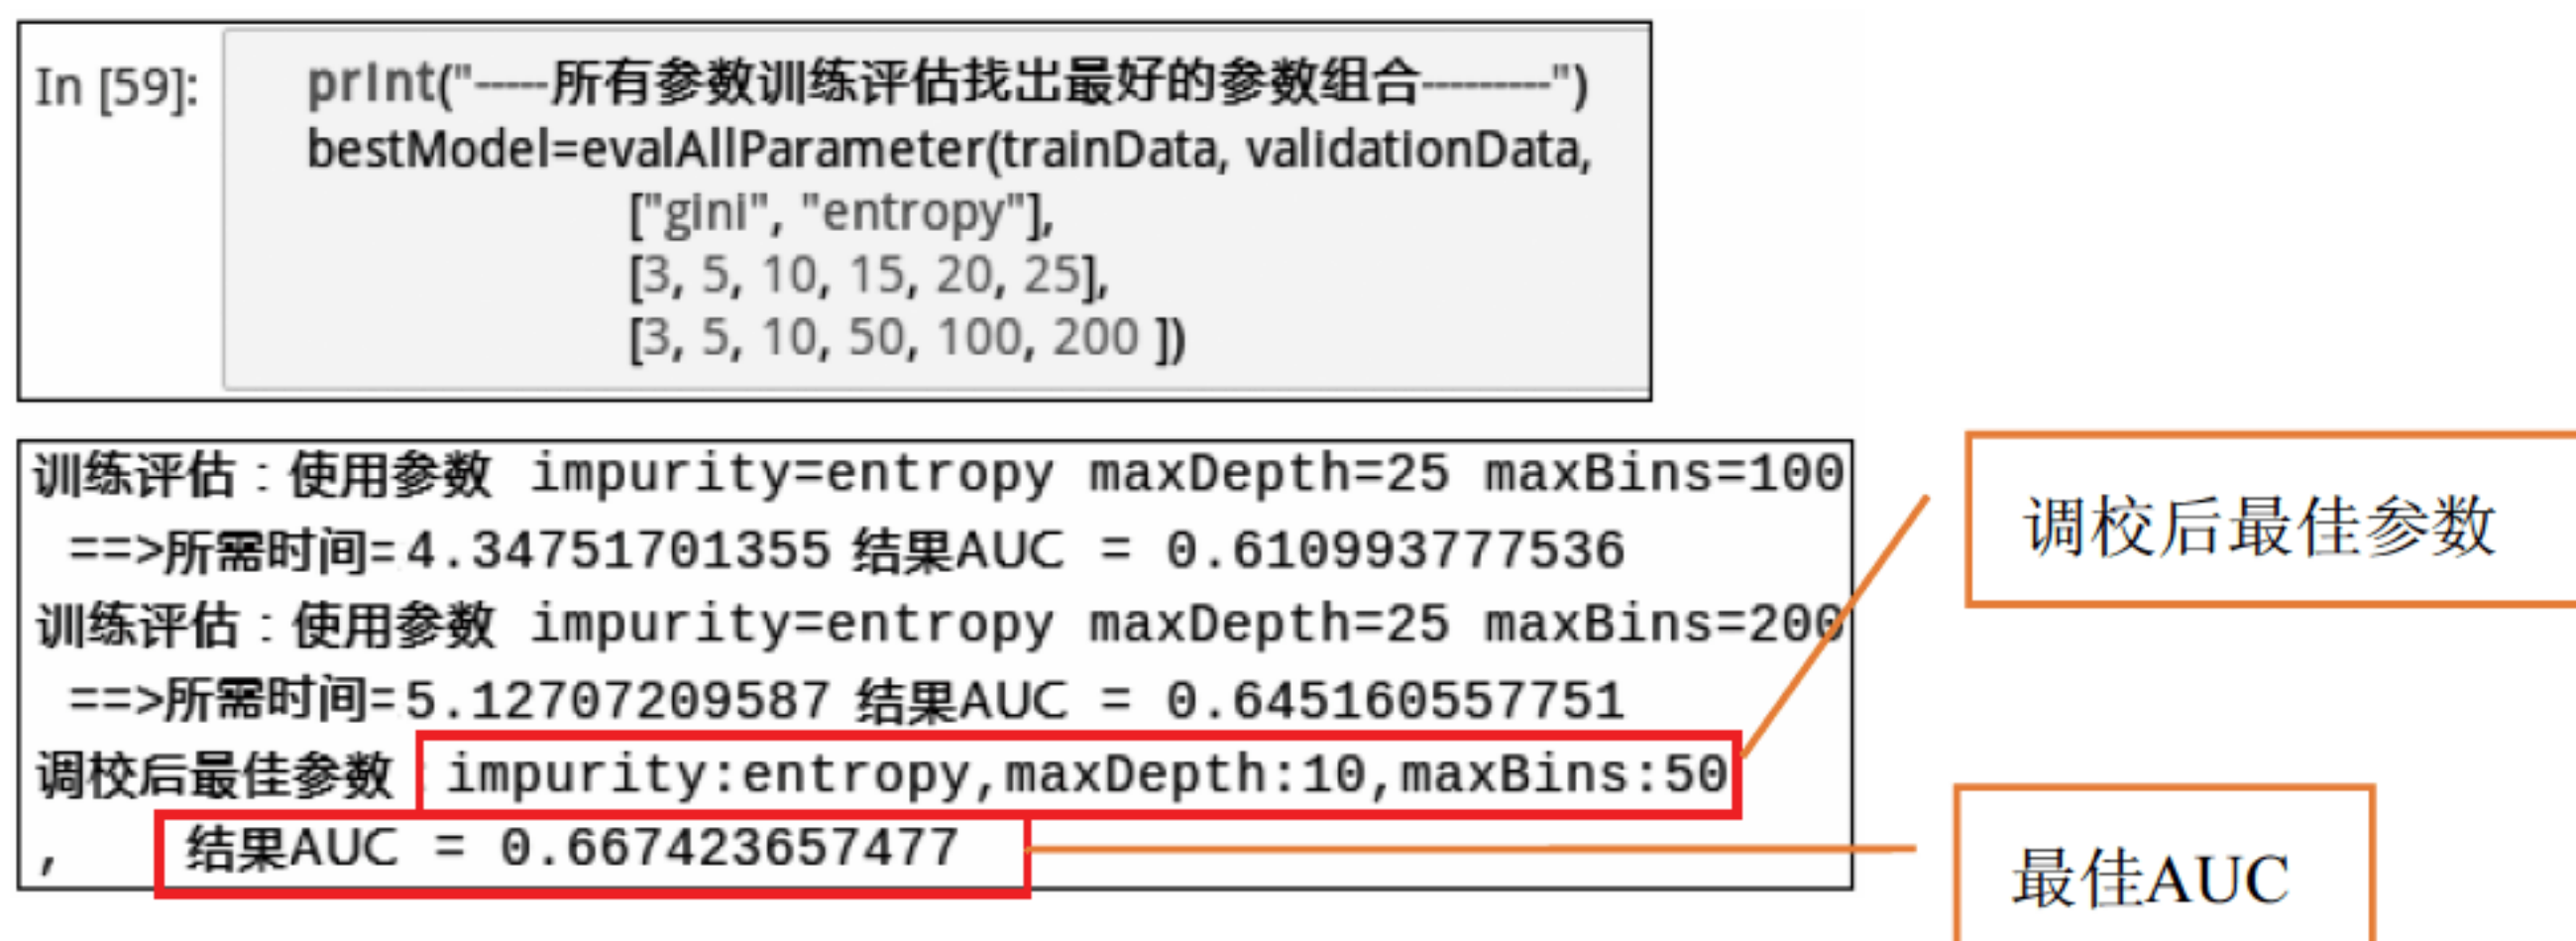 In [59]:
print("-----所有参数训练评估找出最好的参数组合---------")
bestModel=evalAllParameter(trainData, validationData,
["gini", "entropy"],
[3, 5, 10, 15, 20, 25],
[3, 5, 10, 50, 100, 200 ])
训练评估：使用参数 impurity=entropy maxDepth=25 maxBins=100
==>所需时间=4.34751701355 结果AUC = 0.610993777536
训练评估：使用参数 impurity=entropy maxDepth=25 maxBins=200
==>所需时间=5.12707209587 结果AUC = 0.645160557751
调校后最佳参数：impurity:entropy,maxDepth:10,maxBins:50
, 结果AUC = 0.667423657477
调校后最佳参数
最佳AUC